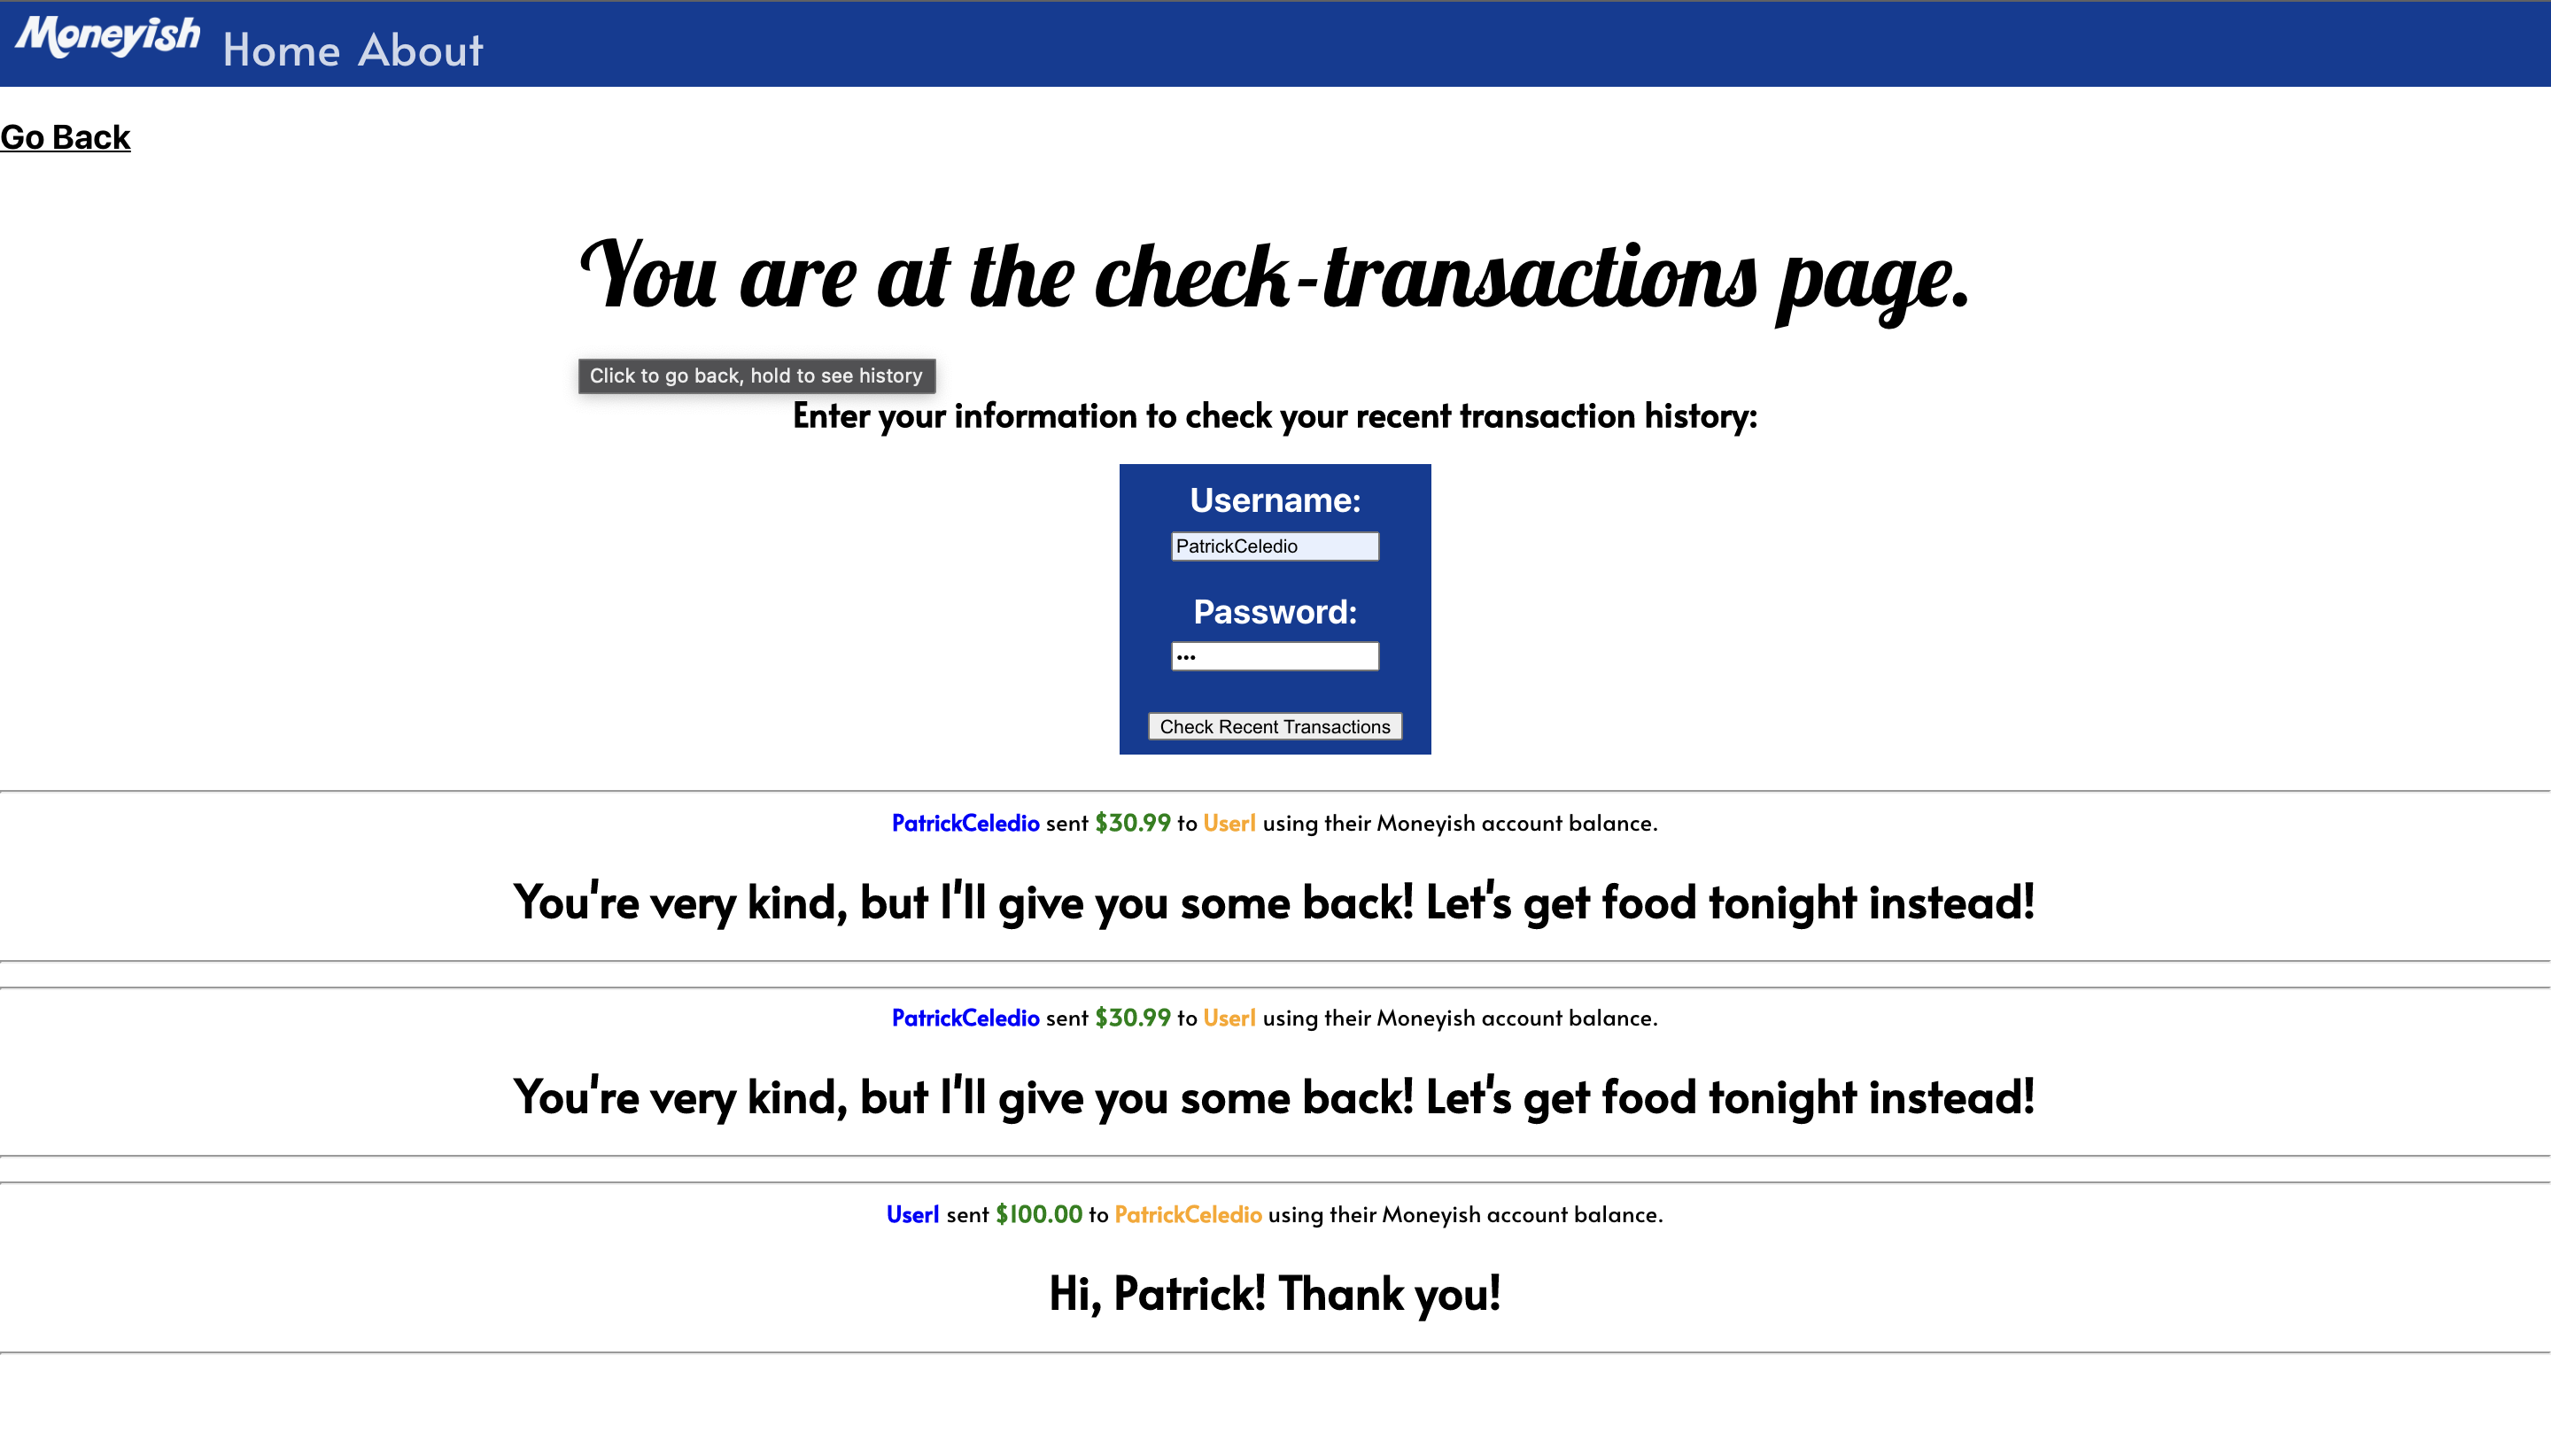 Moneyish Home About
Go Back
You are at the check-transactions page.
Click to go back, hold to see history
Enter your information to check your recent transaction history:
Username:
PatrickCeledio
Password:
•••
Check Recent Transactions
PatrickCeledio sent $30.99 to User1 using their Moneyish account balance.
You're very kind, but I'll give you some back! Let's get food tonight instead!
PatrickCeledio sent $30.99 to User1 using their Moneyish account balance.
You're very kind, but I'll give you some back! Let's get food tonight instead!
User1 sent $100.00 to PatrickCeledio using their Moneyish account balance.
Hi, Patrick! Thank you!